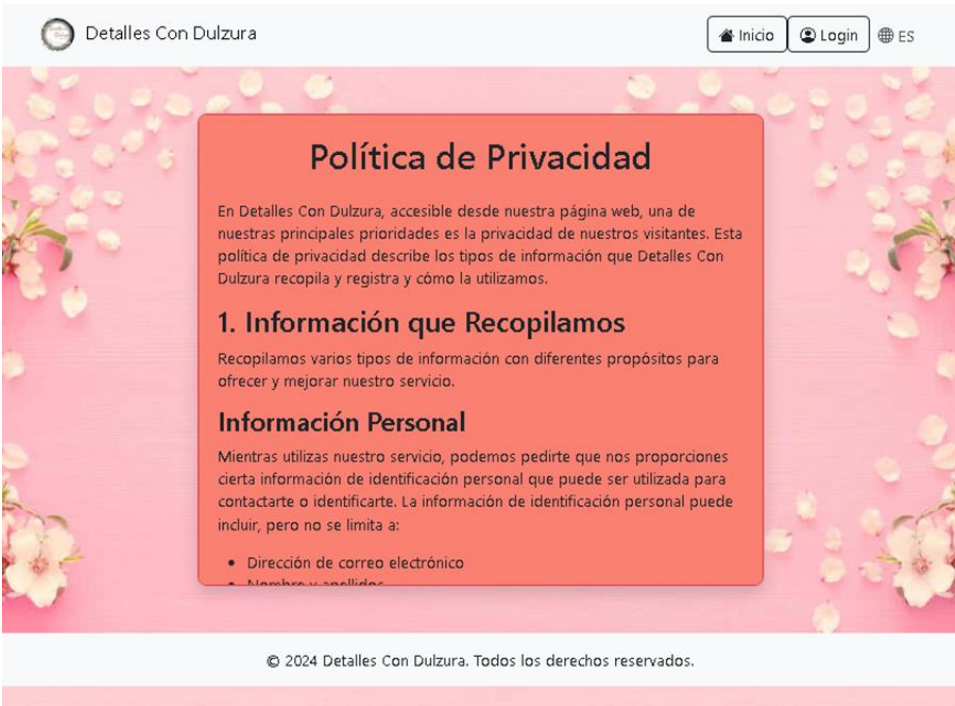 Detalles Con Dulzura
Inicio
Login
ES
Política de Privacidad
En Detalles Con Dulzura, accesible desde nuestra página web, una de
nuestras principales prioridades es la privacidad de nuestros visitantes. Esta
política de privacidad describe los tipos de información que Detalles Con
Dulzura recopila y registra y cómo la utilizamos.
1. Información que Recopilamos
Recopilamos varios tipos de información con diferentes propósitos para
ofrecer y mejorar nuestro servicio.
Información Personal
Mientras utilizas nuestro servicio, podemos pedirte que nos proporciones
cierta información de identificación personal que puede ser utilizada para
contactarte o identificarte. La información de identificación personal puede
incluir, pero no se limita a:
• Dirección de correo electrónico
• Nombre y apellidos
© 2024 Detalles Con Dulzura. Todos los derechos reservados.